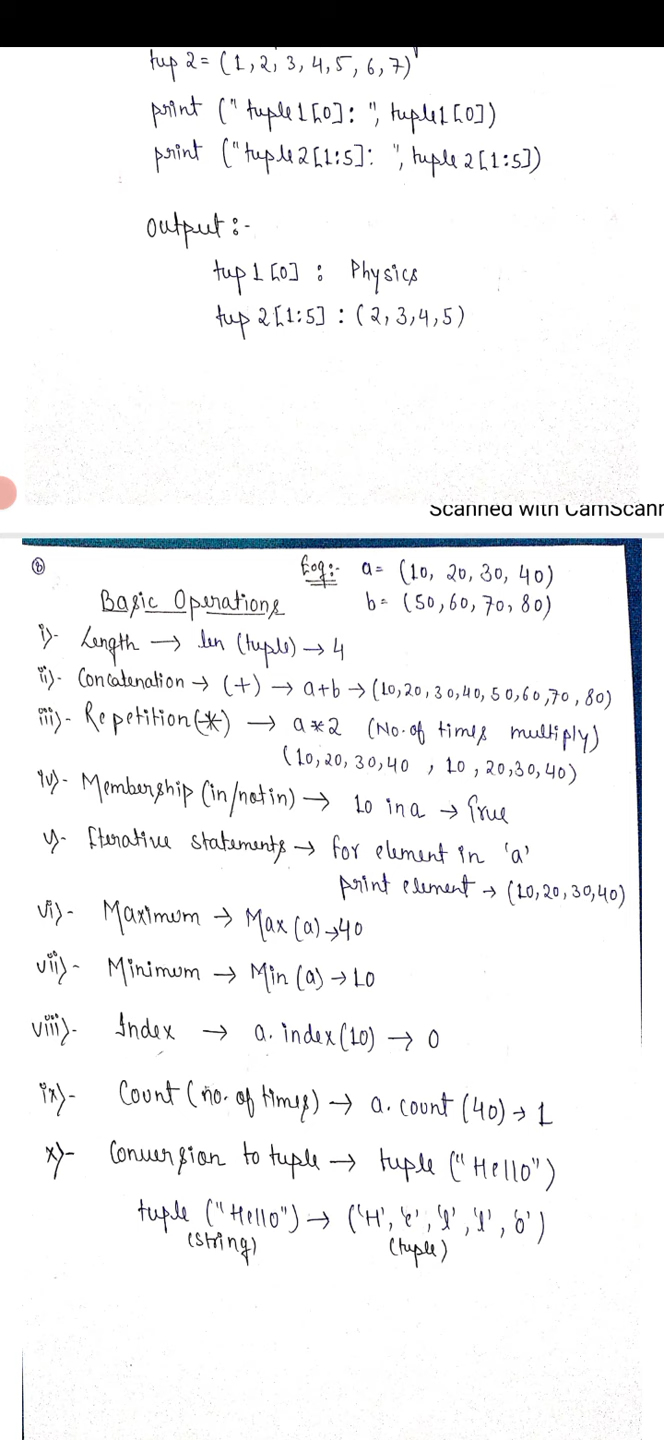 tup 2 = (1, 2, 3, 4, 5, 6, 7)
print (" tuple1[0]: ", tuple1[0])
print ("tuple2[1:5]: ", tuple2[1:5])
output :-
tup 1 [0] : Physics
tup 2[1:5] : (2, 3, 4, 5)
Scanned with CamScanr
8
Eog:- a = (10, 20, 30, 40)
Basic Operations b = (50, 60, 70, 80)
i)- Length → len (tuple) → 4
ii)- Concatenation → (+) → a+b → (10,20,30,40,50,60,70,80)
iii)- Repetition(*) → a*2 (No. of times multiply)
(10,20,30,40, 10,20,30,40)
iv)- Membership (in/not in) → 10 in a → True
v)- Iterative statements → for element in 'a'
print element → (10,20,30,40)
vi)- Maximum → Max (a) → 40
vii)- Minimum → Min (a) → 10
viii)- Index → a. index (10) → 0
ix)- Count (no. of times) → a. count (40) → 1
x)- Conversion to tuple → tuple ("Hello")
tuple ("Hello") → ('H', 'e', 'l', 'l', 'o')
(string) (tuple)